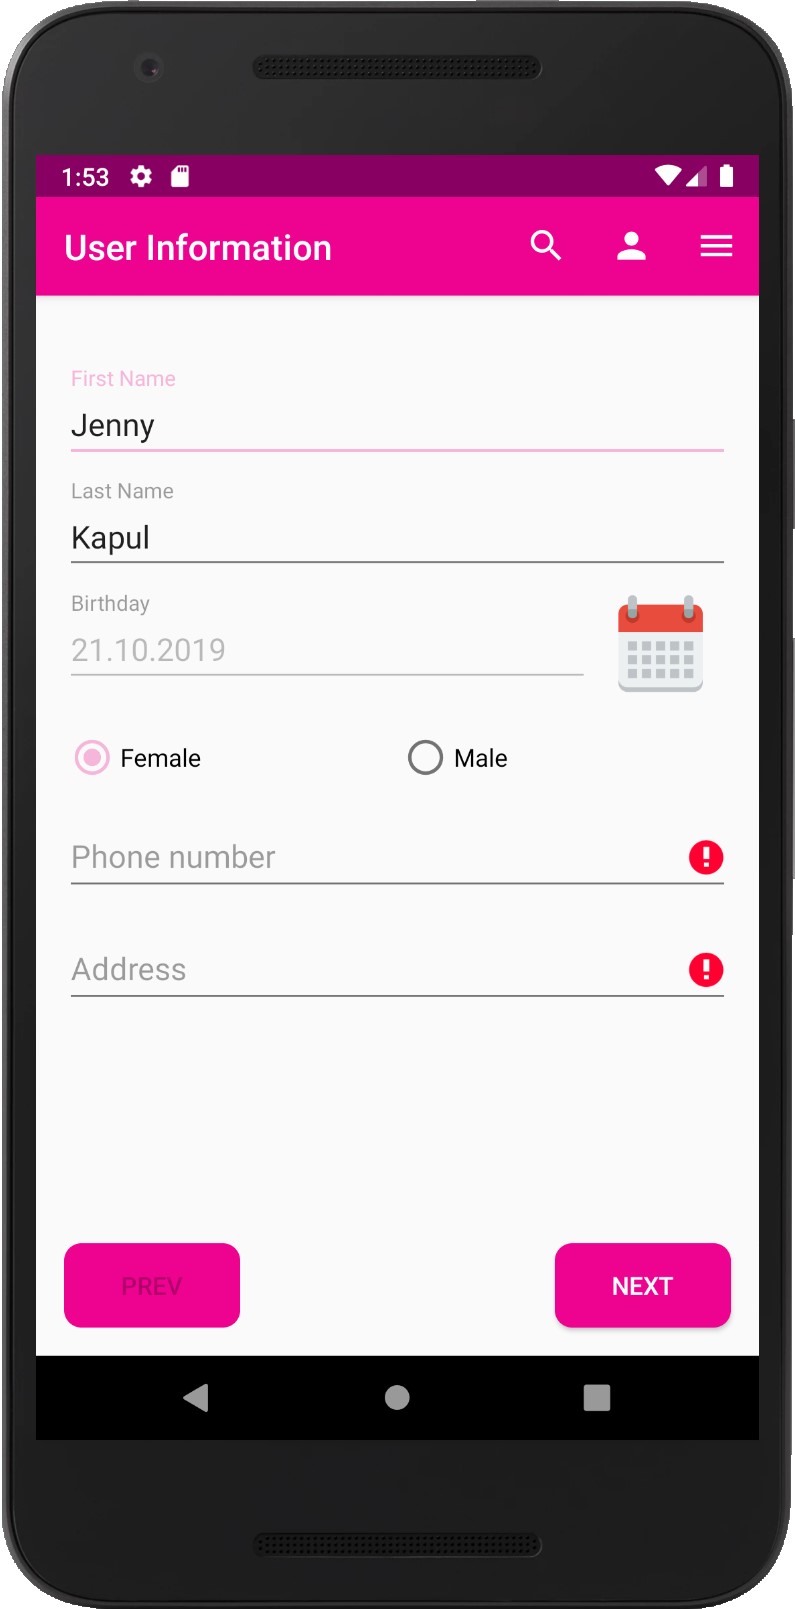 1:53
User Information
First Name
Jenny
Last Name
Kapul
Birthday
21.10.2019
Female Male
Phone number
Address
PREV NEXT